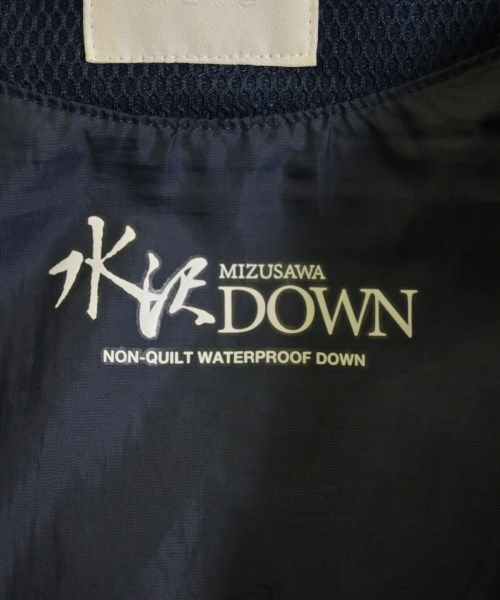 水沢 MIZUSAWA
DOWN
NON-QUILT WATERPROOF DOWN